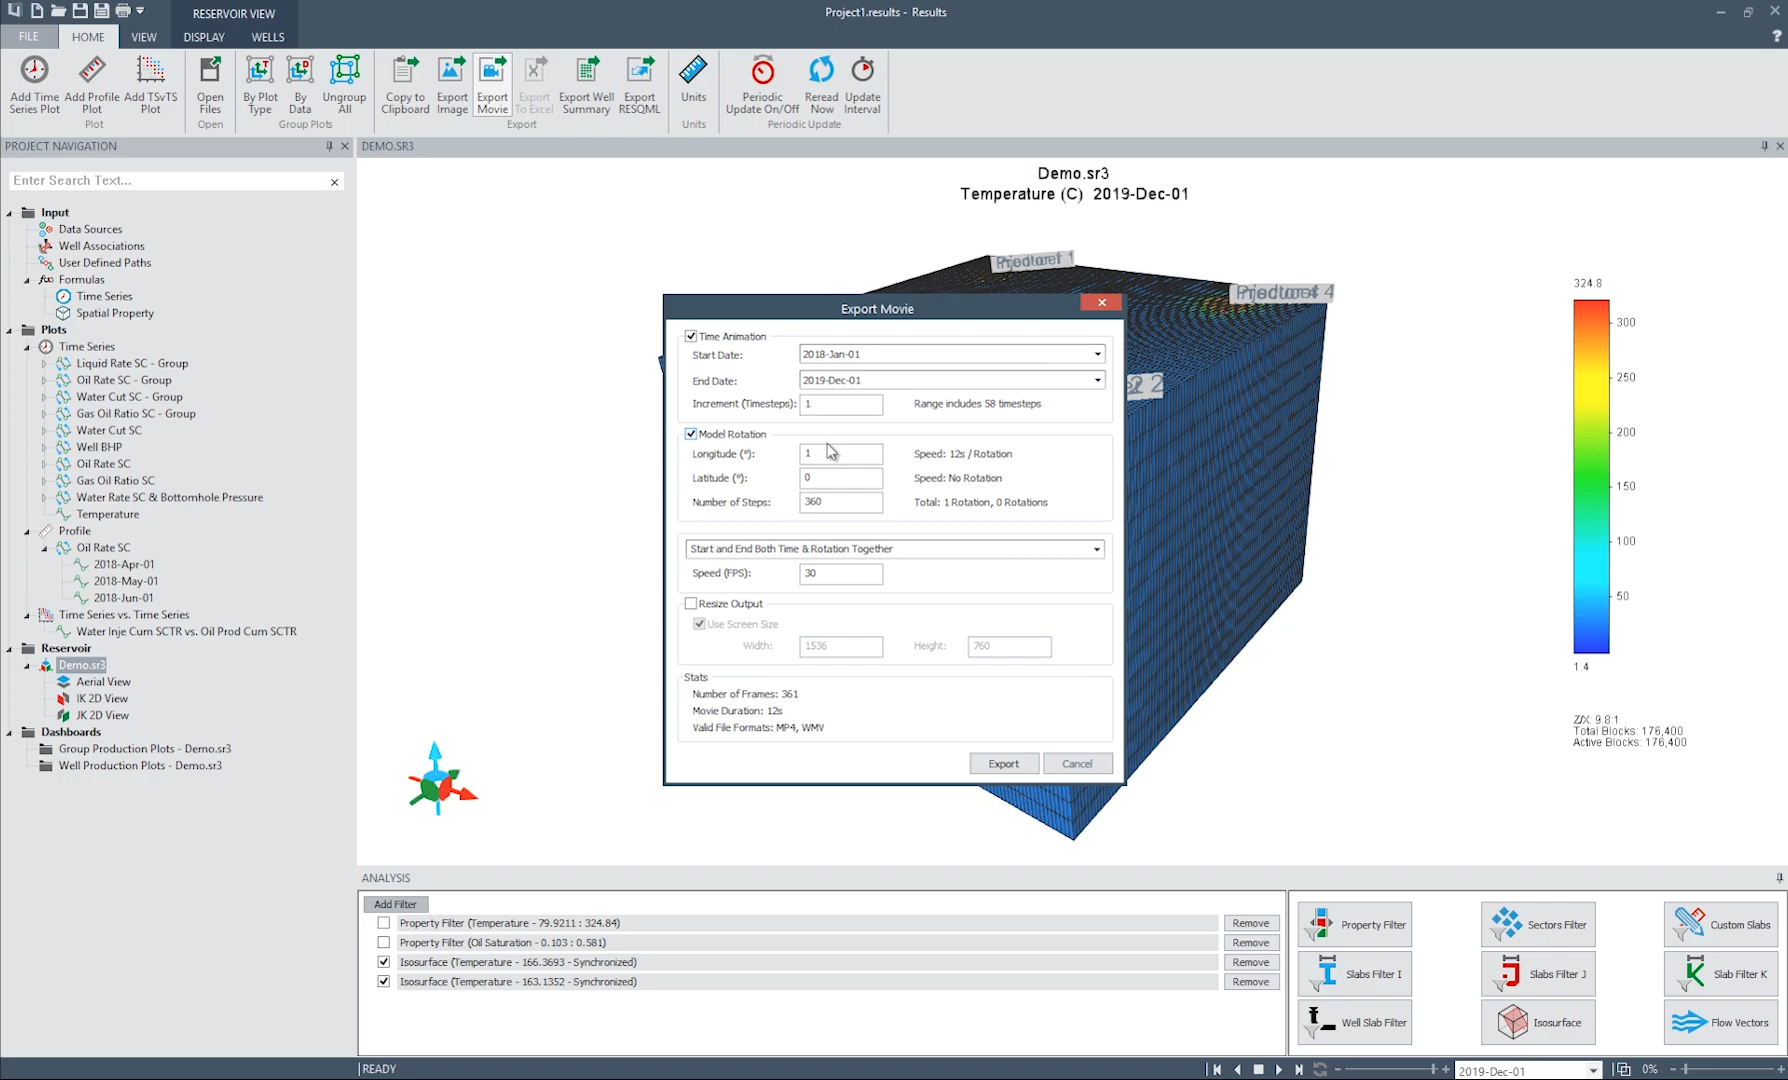 RESERVOIR VIEW
Project1.results - Results
FILE
HOME
VIEW
DISPLAY
WELLS
?
Add Time
Series Plot
Add Profile
Plot
Add TSvTS
Plot
Plot
Open
Files
Open
By Plot
Type
By
Data
Ungroup
All
Group Plots
Copy to
Clipboard
Export
Image
Export
Movie
Export
To Excel
Export Well
Summary
Export
RESQML
Export
Units
Units
Periodic
Update On/Off
Reread
Now
Update
Interval
Periodic Update
PROJECT NAVIGATION
Enter Search Text...
Input
Data Sources
Well Associations
User Defined Paths
Formulas
Time Series
Spatial Property
Plots
Time Series
Liquid Rate SC - Group
Oil Rate SC - Group
Water Cut SC - Group
Gas Oil Ratio SC - Group
Water Cut SC
Well BHP
Oil Rate SC
Gas Oil Ratio SC
Water Rate SC & Bottomhole Pressure
Temperature
Profile
Oil Rate SC
2018-Apr-01
2018-May-01
2018-Jun-01
Time Series vs. Time Series
Water Inje Cum SCTR vs. Oil Prod Cum SCTR
Reservoir
Demo.sr3
Aerial View
IK 2D View
JK 2D View
Dashboards
Group Production Plots - Demo.sr3
Well Production Plots - Demo.sr3
DEMO.SR3
Demo.sr3
Temperature (C) 2019-Dec-01
324.8
300
250
200
150
100
50
1.4
Z/X: 9.8:1
Total Blocks: 176,400
Active Blocks: 176,400
Export Movie
Time Animation
Start Date: 2018-Jan-01
End Date: 2019-Dec-01
Increment (Timesteps): 1 Range includes 58 timesteps
Model Rotation
Longitude (°): 1 Speed: 12s / Rotation
Latitude (°): 0 Speed: No Rotation
Number of Steps: 360 Total: 1 Rotation, 0 Rotations
Start and End Both Time & Rotation Together
Speed (FPS): 30
Resize Output
Use Screen Size
Width: 1536 Height: 760
Stats
Number of Frames: 361
Movie Duration: 12s
Valid File Formats: MP4, WMV
Export Cancel
ANALYSIS
Add Filter
Property Filter (Temperature - 79.9211 : 324.84) Remove
Property Filter (Oil Saturation - 0.103 : 0.581) Remove
Isosurface (Temperature - 166.3693 - Synchronized) Remove
Isosurface (Temperature - 163.1352 - Synchronized) Remove
Property Filter
Sectors Filter
Custom Slabs
Slabs Filter I
Slabs Filter J
Slab Filter K
Well Slab Filter
Isosurface
Flow Vectors
READY
2019-Dec-01
0%